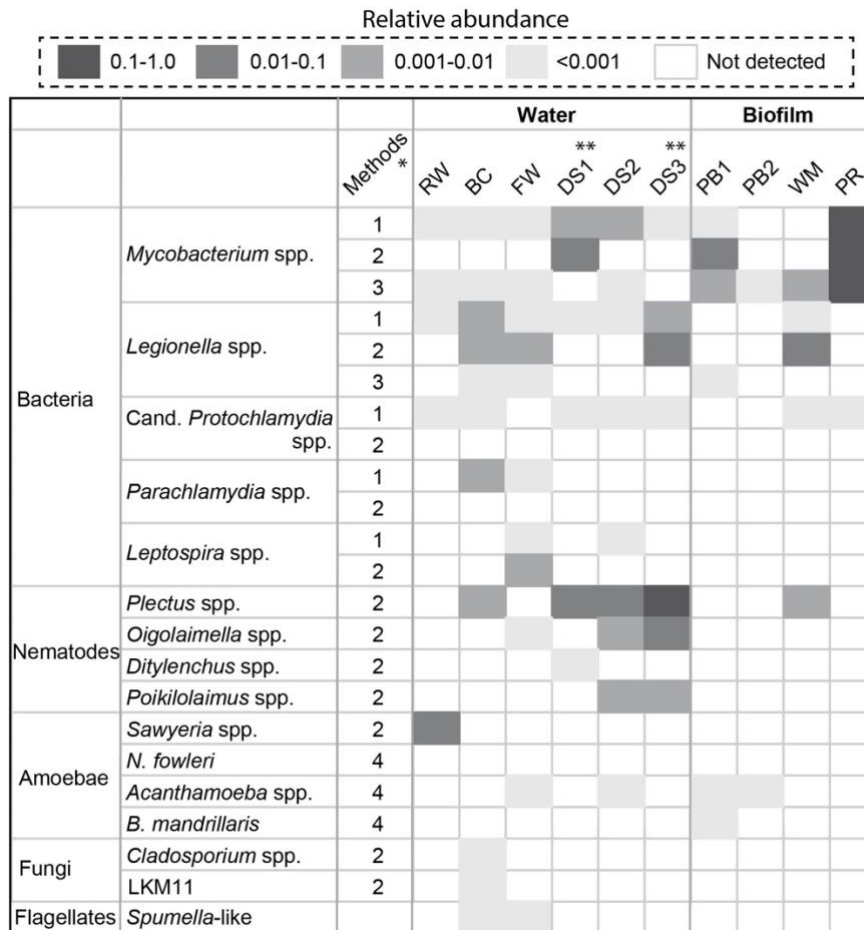 Relative abundance
0.1-1.0 0.01-0.1 0.001-0.01 <0.001 Not detected
Water Biofilm
Methods * RW BC FW DS1 ** DS2 DS3 ** PB1 PB2 WM PR
Bacteria
Mycobacterium spp.
1
2
3
Legionella spp.
1
2
3
Cand. Protochlamydia
spp.
1
2
Parachlamydia spp.
1
2
Leptospira spp.
1
2
Nematodes
Plectus spp. 2
Oigolaimella spp. 2
Ditylenchus spp. 2
Poikilolaimus spp. 2
Amoebae
Sawyeria spp. 2
N. fowleri 4
Acanthamoeba spp. 4
B. mandrillaris 4
Fungi
Cladosporium spp. 2
LKM11 2
Flagellates Spumella-like